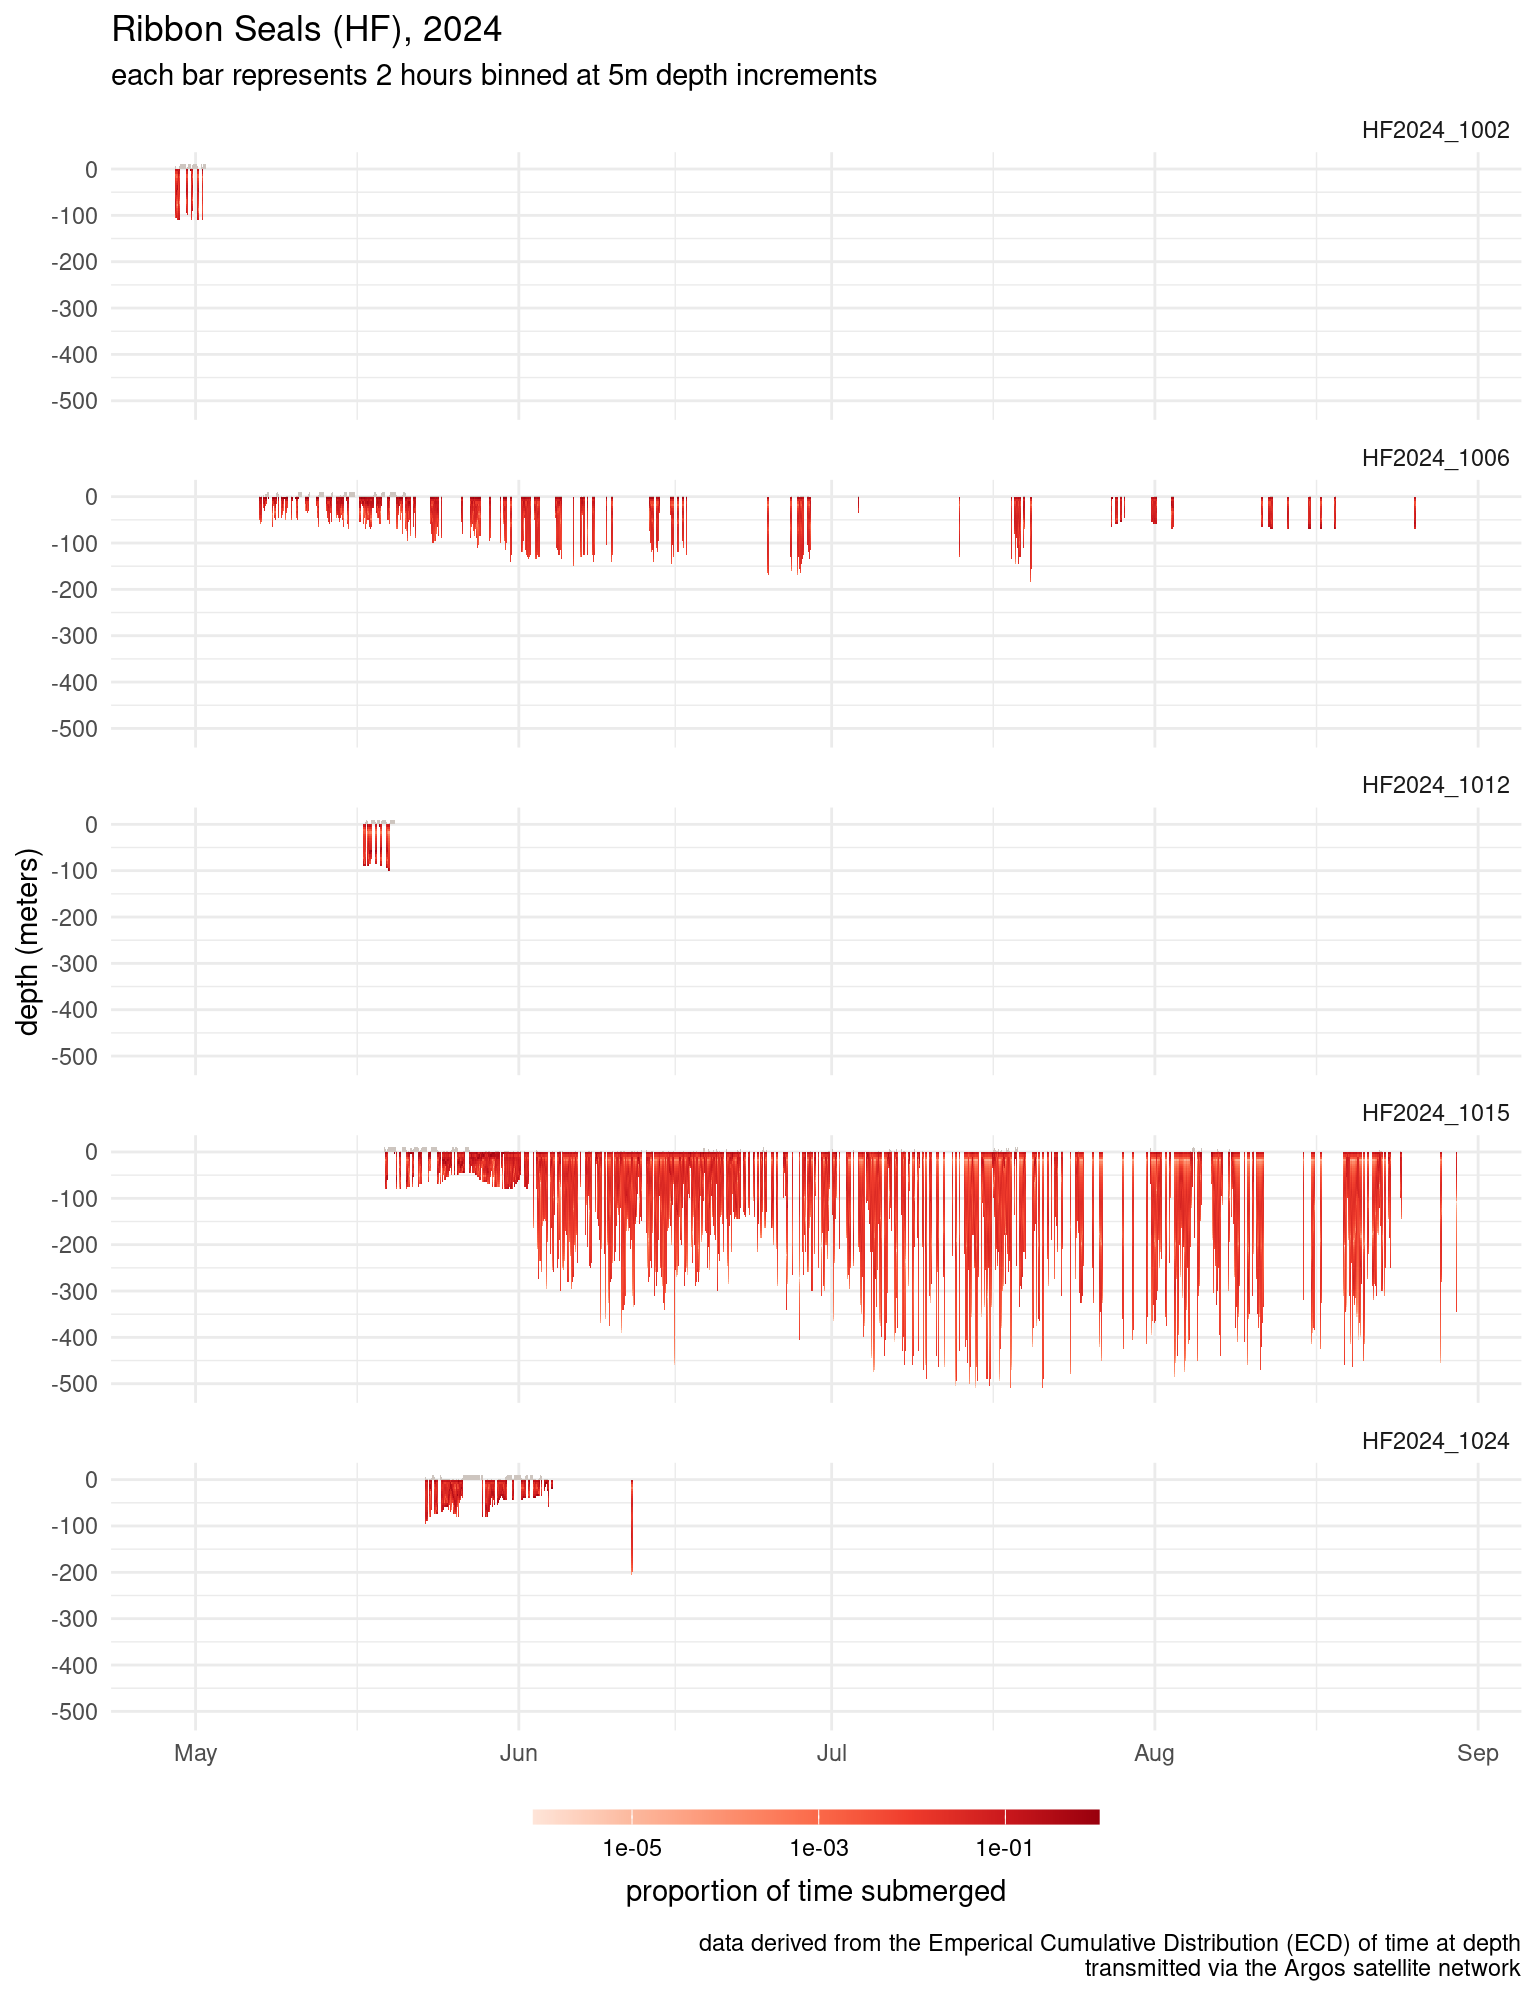 Ribbon Seals (HF), 2024
each bar represents 2 hours binned at 5m depth increments
HF2024_1002
0
-100
-200
-300
-400
-500
HF2024_1006
0
-100
-200
-300
-400
-500
HF2024_1012
0
-100
-200
-300
-400
-500
depth (meters)
HF2024_1015
0
-100
-200
-300
-400
-500
HF2024_1024
0
-100
-200
-300
-400
-500
May Jun Jul Aug Sep
1e-05 1e-03 1e-01
proportion of time submerged
data derived from the Emperical Cumulative Distribution (ECD) of time at depth
transmitted via the Argos satellite network